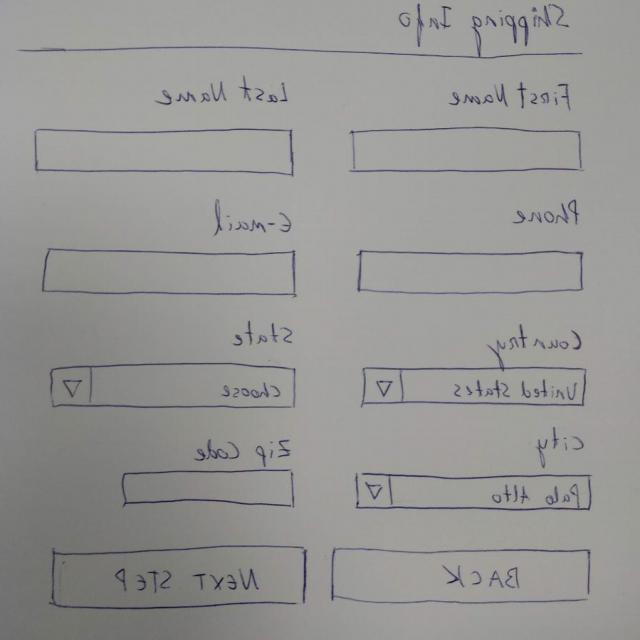 Shipping Info
First Name Last Name
Phone E-mail
Country State
United States choose
City Zip Code
Palo Alto
BACK NEXT STEP